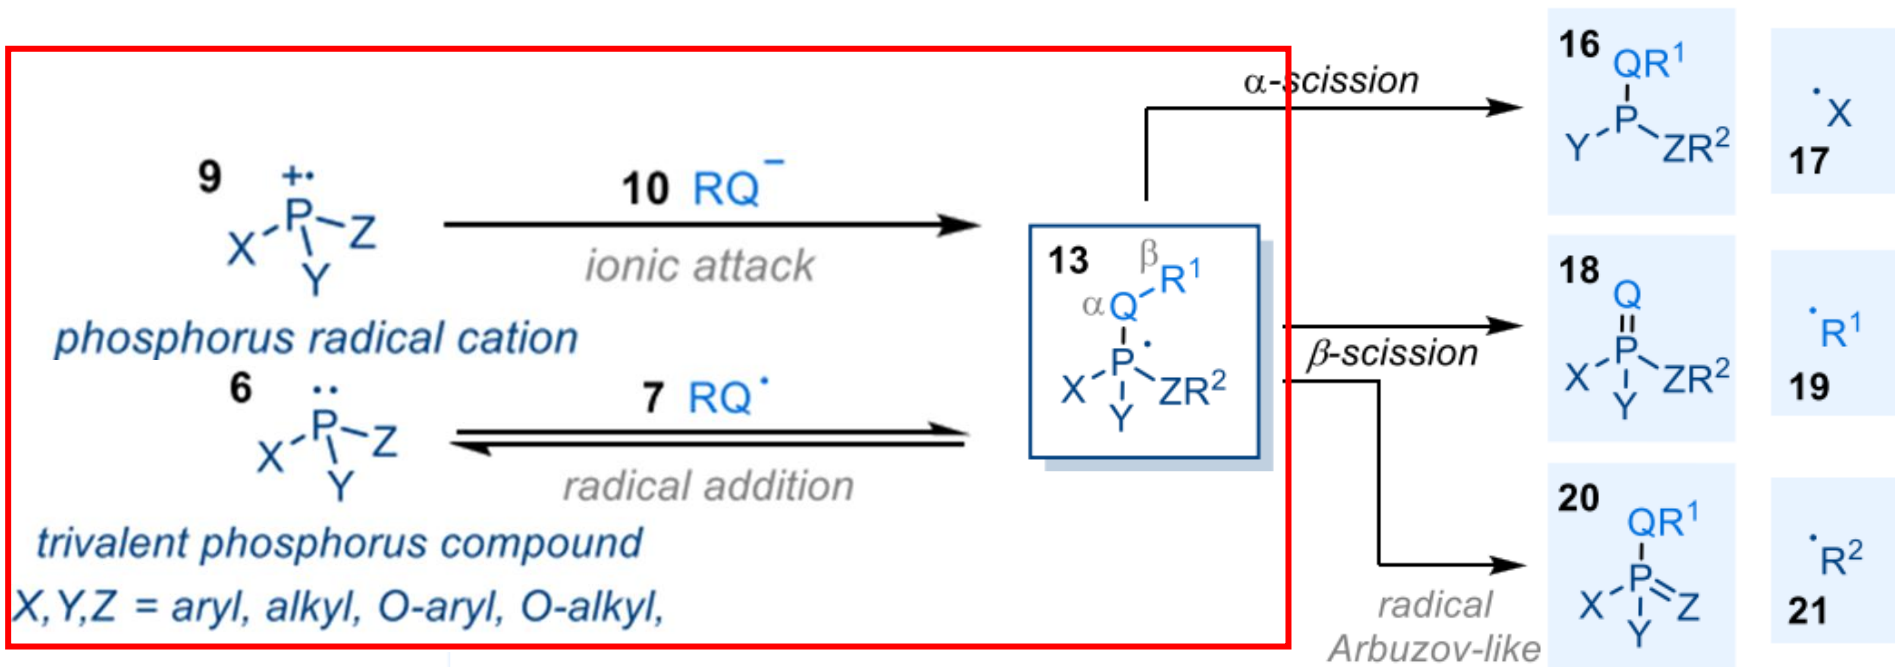 9
+•
P
X
Z
Y
phosphorus radical cation
10 RQ⁻
ionic attack
6
••
P
X
Z
Y
7 RQ•
radical addition
trivalent phosphorus compound
X,Y,Z = aryl, alkyl, O-aryl, O-alkyl,
13
β
α Q R¹
P•
X
ZR²
Y
α-scission
β-scission
radical
Arbuzov-like
16
QR¹
P
Y
ZR²
•X
17
18
Q
P
X
ZR²
Y
•R¹
19
20
QR¹
P
X
Z
Y
•R²
21